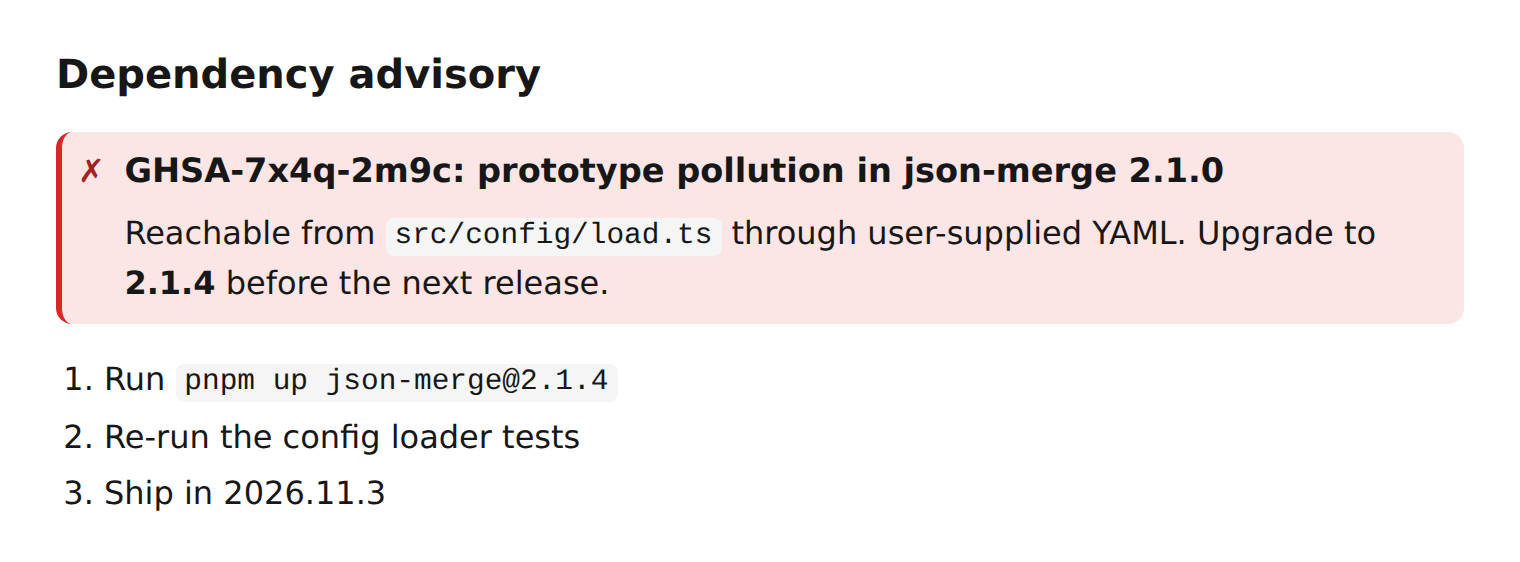 Dependency advisory
✗ GHSA-7x4q-2m9c: prototype pollution in json-merge 2.1.0
Reachable from src/config/load.ts through user-supplied YAML. Upgrade to
2.1.4 before the next release.
1. Run pnpm up json-merge@2.1.4
2. Re-run the config loader tests
3. Ship in 2026.11.3